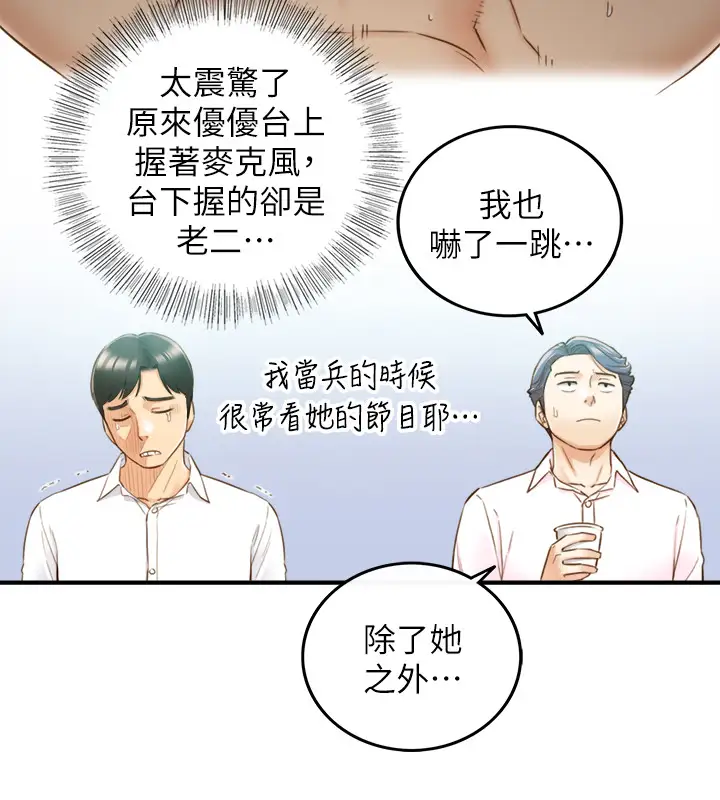 太震驚了
原來優優台上
握著麥克風，
台下握的卻是
老二…
我也
嚇了一跳…
我當兵的時候
很常看她的節目耶…
除了她
之外…